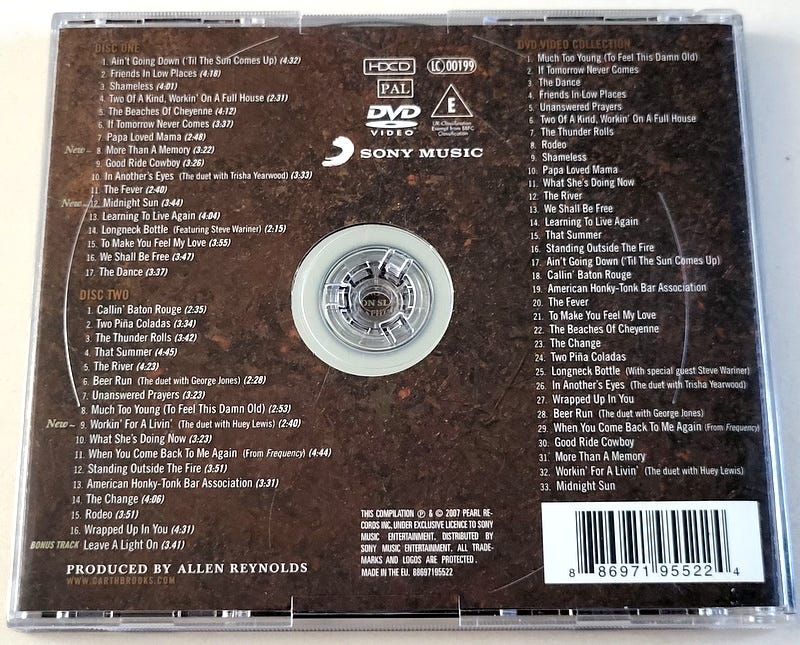 DISC ONE
1. Ain't Going Down ('Til The Sun Comes Up) (4:32)
2. Friends In Low Places (4:18)
3. Shameless (4:01)
4. Two Of A Kind, Workin' On A Full House (2:31)
5. The Beaches Of Cheyenne (4:12)
6. If Tomorrow Never Comes (3:37)
7. Papa Loved Mama (2:48)
New~ 8. More Than A Memory (3:22)
9. Good Ride Cowboy (3:26)
10. In Another's Eyes (The duet with Trisha Yearwood) (3:33)
11. The Fever (2:40)
New~ 12. Midnight Sun (3:44)
13. Learning To Live Again (4:04)
14. Longneck Bottle (Featuring Steve Wariner) (2:15)
15. To Make You Feel My Love (3:55)
16. We Shall Be Free (3:47)
17. The Dance (3:37)
DISC TWO
1. Callin' Baton Rouge (2:35)
2. Two Piña Coladas (3:34)
3. The Thunder Rolls (3:42)
4. That Summer (4:45)
5. The River (4:23)
6. Beer Run (The duet with George Jones) (2:28)
7. Unanswered Prayers (3:23)
8. Much Too Young (To Feel This Damn Old) (2:53)
New~ 9. Workin' For A Livin' (The duet with Huey Lewis) (2:40)
10. What She's Doing Now (3:23)
11. When You Come Back To Me Again (From Frequency) (4:44)
12. Standing Outside The Fire (3:51)
13. American Honky-Tonk Bar Association (3:31)
14. The Change (4:06)
15. Rodeo (3:51)
16. Wrapped Up In You (4:31)
BONUS TRACK Leave A Light On (3.41)
PRODUCED BY ALLEN REYNOLDS
WWW.GARTHBROOKS.COM
HDCD LC 00199
PAL
DVD
VIDEO
E
UK-Classification
Exempt from BBFC
Classification
SONY MUSIC
THIS COMPILATION ℗ & © 2007 PEARL RE-
CORDS INC. UNDER EXCLUSIVE LICENCE TO SONY
MUSIC ENTERTAINMENT. DISTRIBUTED BY
SONY MUSIC ENTERTAINMENT. ALL TRADE-
MARKS AND LOGOS ARE PROTECTED.
MADE IN THE EU. 88697195522
DVD VIDEO COLLECTION
1. Much Too Young (To Feel This Damn Old)
2. If Tomorrow Never Comes
3. The Dance
4. Friends In Low Places
5. Unanswered Prayers
6. Two Of A Kind, Workin' On A Full House
7. The Thunder Rolls
8. Rodeo
9. Shameless
10. Papa Loved Mama
11. What She's Doing Now
12. The River
13. We Shall Be Free
14. Learning To Live Again
15. That Summer
16. Standing Outside The Fire
17. Ain't Going Down ('Til The Sun Comes Up)
18. Callin' Baton Rouge
19. American Honky-Tonk Bar Association
20. The Fever
21. To Make You Feel My Love
22. The Beaches Of Cheyenne
23. The Change
24. Two Piña Coladas
25. Longneck Bottle (With special guest Steve Wariner)
26. In Another's Eyes (The duet with Trisha Yearwood)
27. Wrapped Up In You
28. Beer Run (The duet with George Jones)
29. When You Come Back To Me Again (From Frequency)
30. Good Ride Cowboy
31. More Than A Memory
32. Workin' For A Livin' (The duet with Huey Lewis)
33. Midnight Sun
8 86971 95522 4